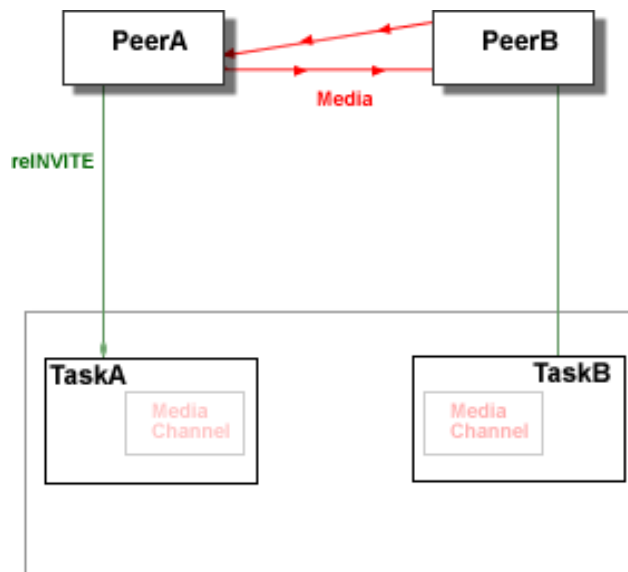 PeerA
PeerB
Media
reINVITE
TaskA
TaskB
Media
Channel
Media
Channel